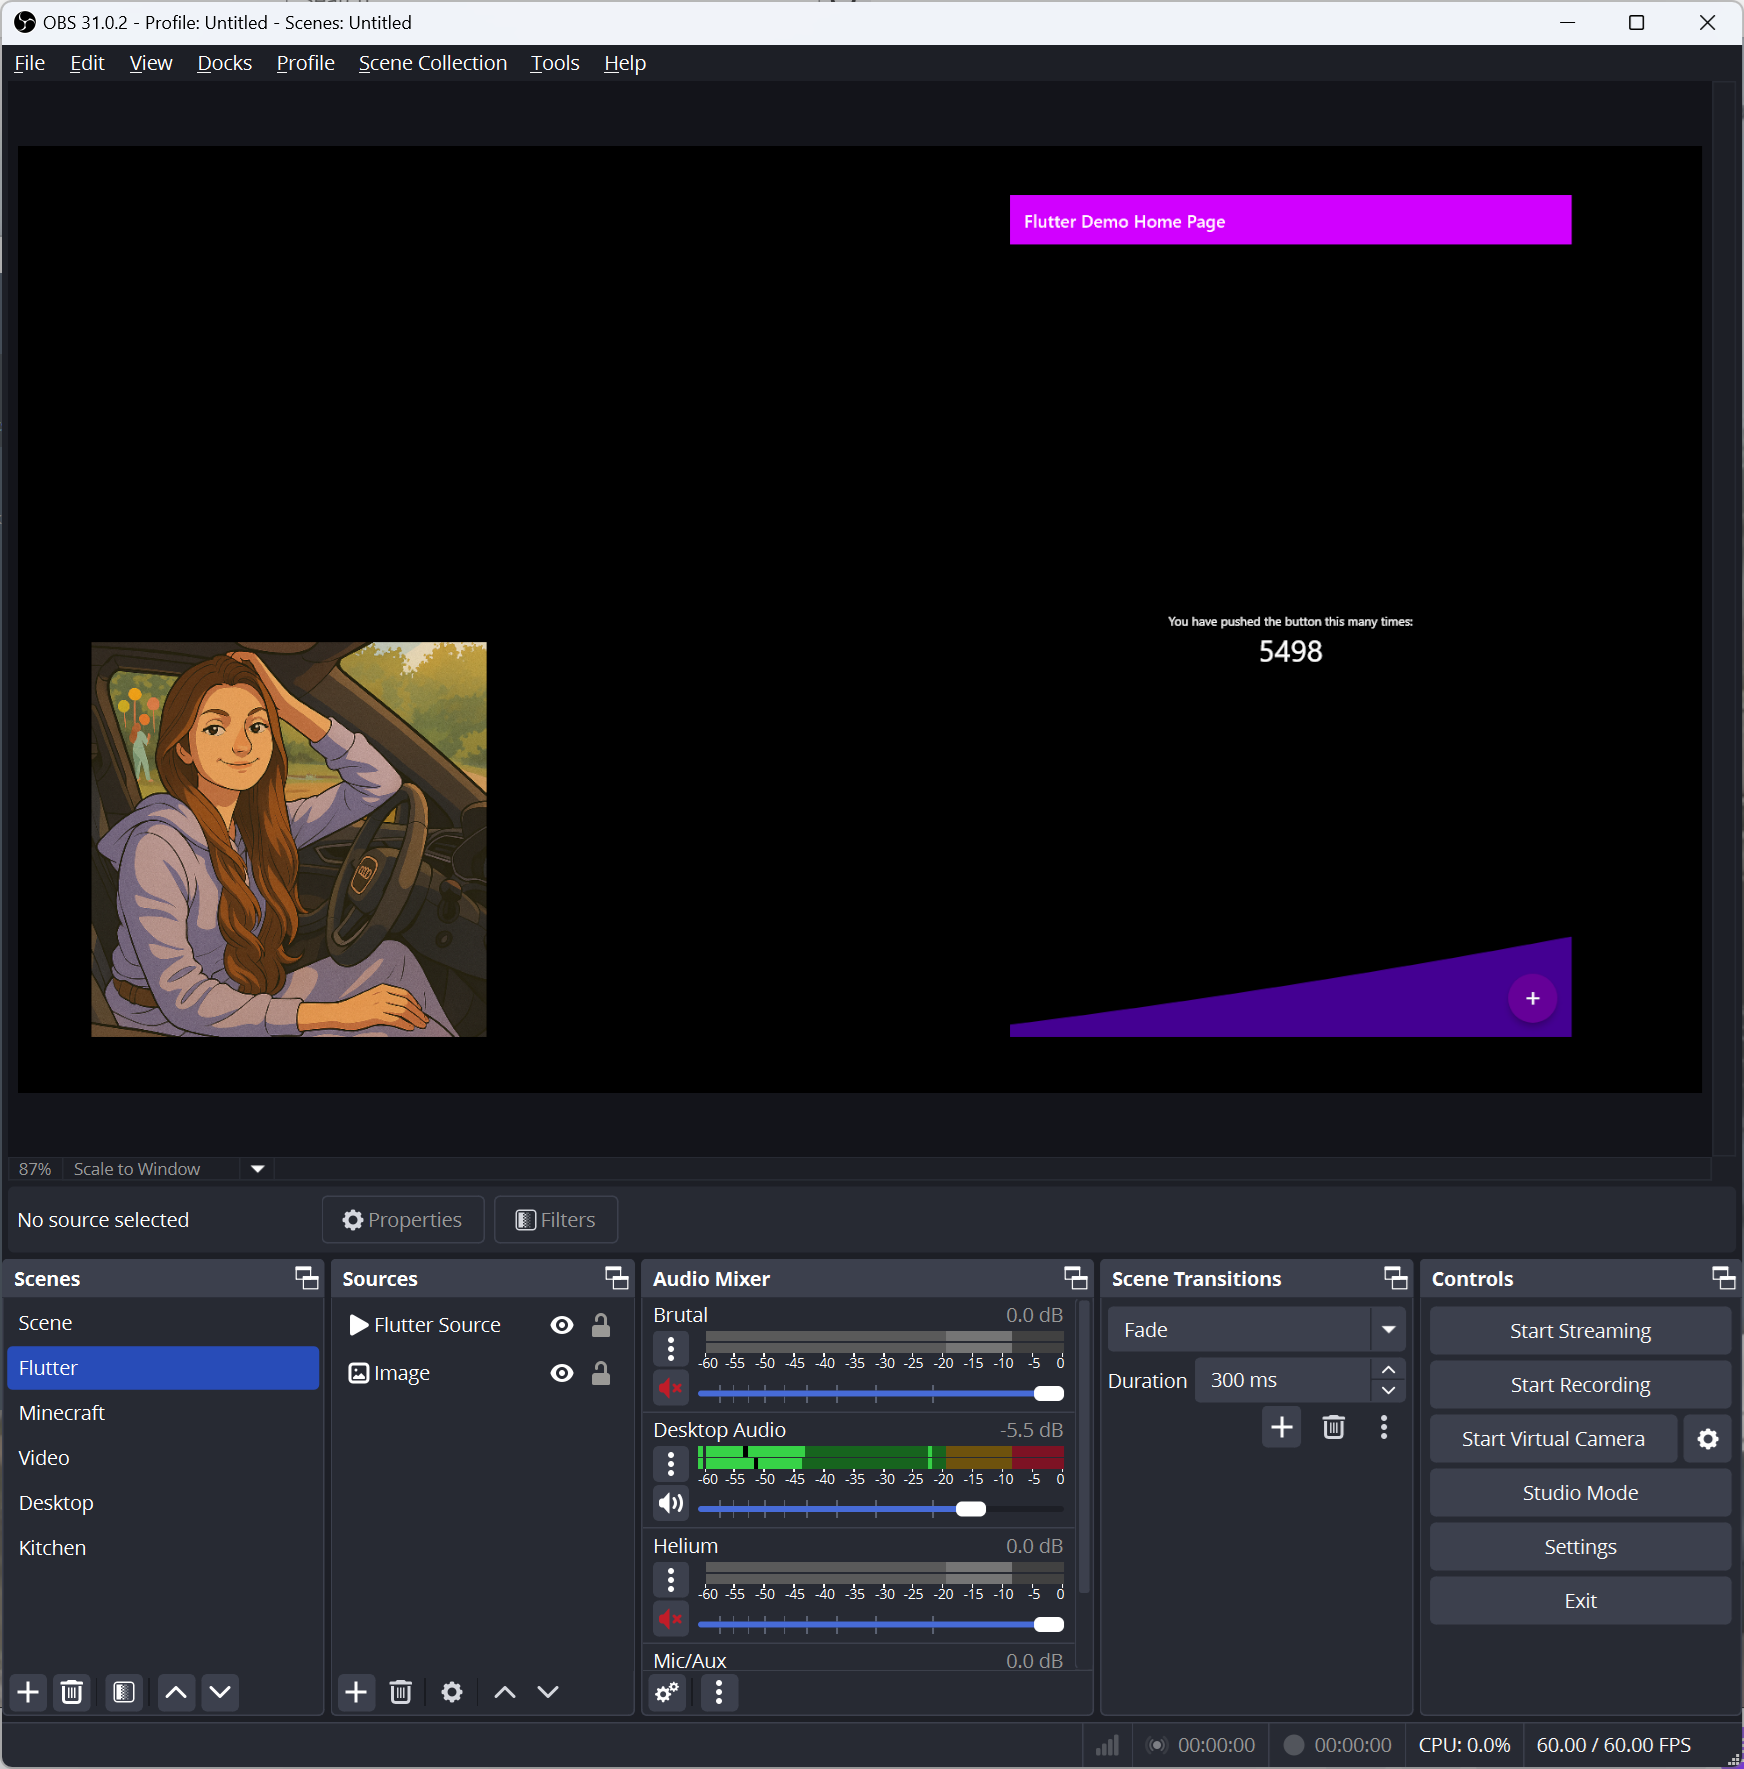 OBS 31.0.2 - Profile: Untitled - Scenes: Untitled
File Edit View Docks Profile Scene Collection Tools Help
Flutter Demo Home Page
You have pushed the button this many times:
5498
87% Scale to Window
No source selected
Properties
Filters
Scenes
Scene
Flutter
Minecraft
Video
Desktop
Kitchen
Sources
Flutter Source
Image
Audio Mixer
Brutal 0.0 dB
-60 -55 -50 -45 -40 -35 -30 -25 -20 -15 -10 -5 0
Desktop Audio -5.5 dB
-60 -55 -50 -45 -40 -35 -30 -25 -20 -15 -10 -5 0
Helium 0.0 dB
-60 -55 -50 -45 -40 -35 -30 -25 -20 -15 -10 -5 0
Mic/Aux 0.0 dB
Scene Transitions
Fade
Duration 300 ms
Controls
Start Streaming
Start Recording
Start Virtual Camera
Studio Mode
Settings
Exit
00:00:00 00:00:00 CPU: 0.0% 60.00 / 60.00 FPS